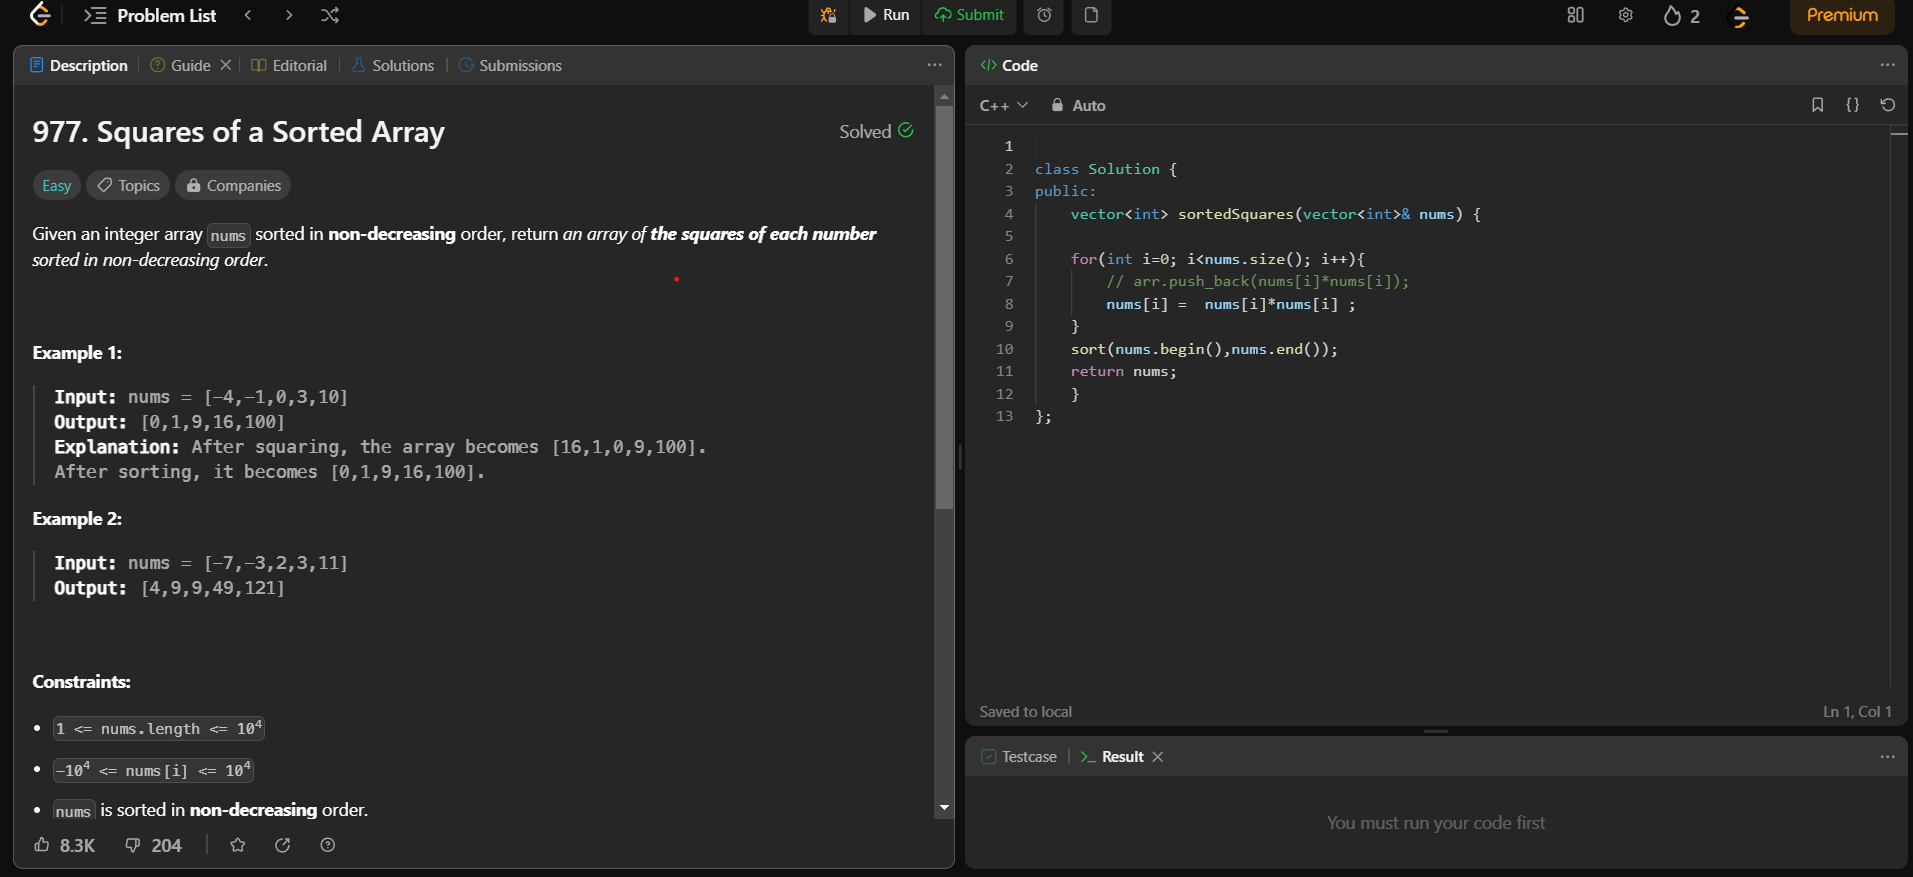 Problem List
Run
Submit
2
Premium
Description
Guide
Editorial
Solutions
Submissions
977. Squares of a Sorted Array
Solved
Easy
Topics
Companies
Given an integer array nums sorted in non-decreasing order, return an array of the squares of each number
sorted in non-decreasing order.
Example 1:
Input: nums = [-4,-1,0,3,10]
Output: [0,1,9,16,100]
Explanation: After squaring, the array becomes [16,1,0,9,100].
After sorting, it becomes [0,1,9,16,100].
Example 2:
Input: nums = [-7,-3,2,3,11]
Output: [4,9,9,49,121]
Constraints:
• 1 <= nums.length <= 10⁴
• -10⁴ <= nums[i] <= 10⁴
• nums is sorted in non-decreasing order.
8.3K
204
</> Code
C++
Auto
1
2 class Solution {
3 public:
4     vector<int> sortedSquares(vector<int>& nums) {
5
6     for(int i=0; i<nums.size(); i++){
7         // arr.push_back(nums[i]*nums[i]);
8         nums[i] =  nums[i]*nums[i] ;
9     }
10     sort(nums.begin(),nums.end());
11     return nums;
12     }
13 };
Saved to local
Ln 1, Col 1
Testcase
>_ Result
You must run your code first